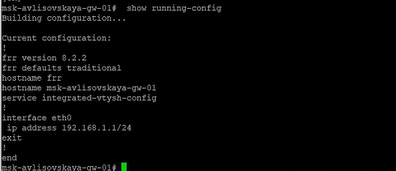 msk-avlisovskaya-gw-01# show running-config
Building configuration...
Current configuration:
!
frr version 8.2.2
frr defaults traditional
hostname frr
hostname msk-avlisovskaya-gw-01
service integrated-vtysh-config
!
interface eth0
 ip address 192.168.1.1/24
exit
!
end
msk-avlisovskaya-gw-01#